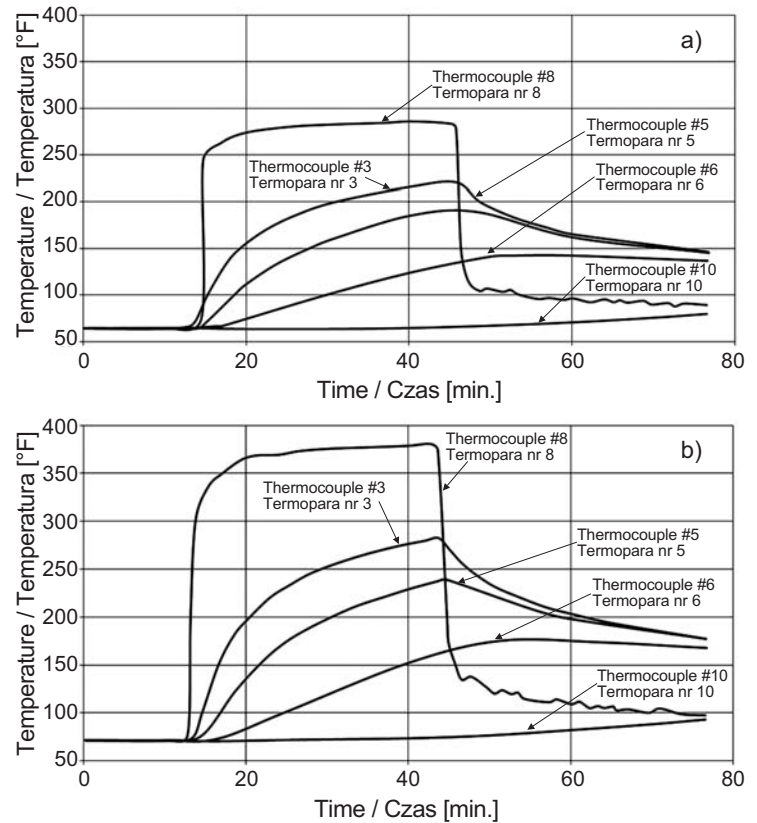 a)
Temperature / Temperatura [°F]
400
350
300
250
200
150
100
50
Thermocouple #8
Termopara nr 8
Thermocouple #5
Termopara nr 5
Thermocouple #3
Termopara nr 3
Thermocouple #6
Termopara nr 6
Thermocouple #10
Termopara nr 10
0 20 40 60 80
Time / Czas [min.]
b)
Temperature / Temperatura [°F]
400
350
300
250
200
150
100
50
Thermocouple #8
Termopara nr 8
Thermocouple #3
Termopara nr 3
Thermocouple #5
Termopara nr 5
Thermocouple #6
Termopara nr 6
Thermocouple #10
Termopara nr 10
0 20 40 60 80
Time / Czas [min.]